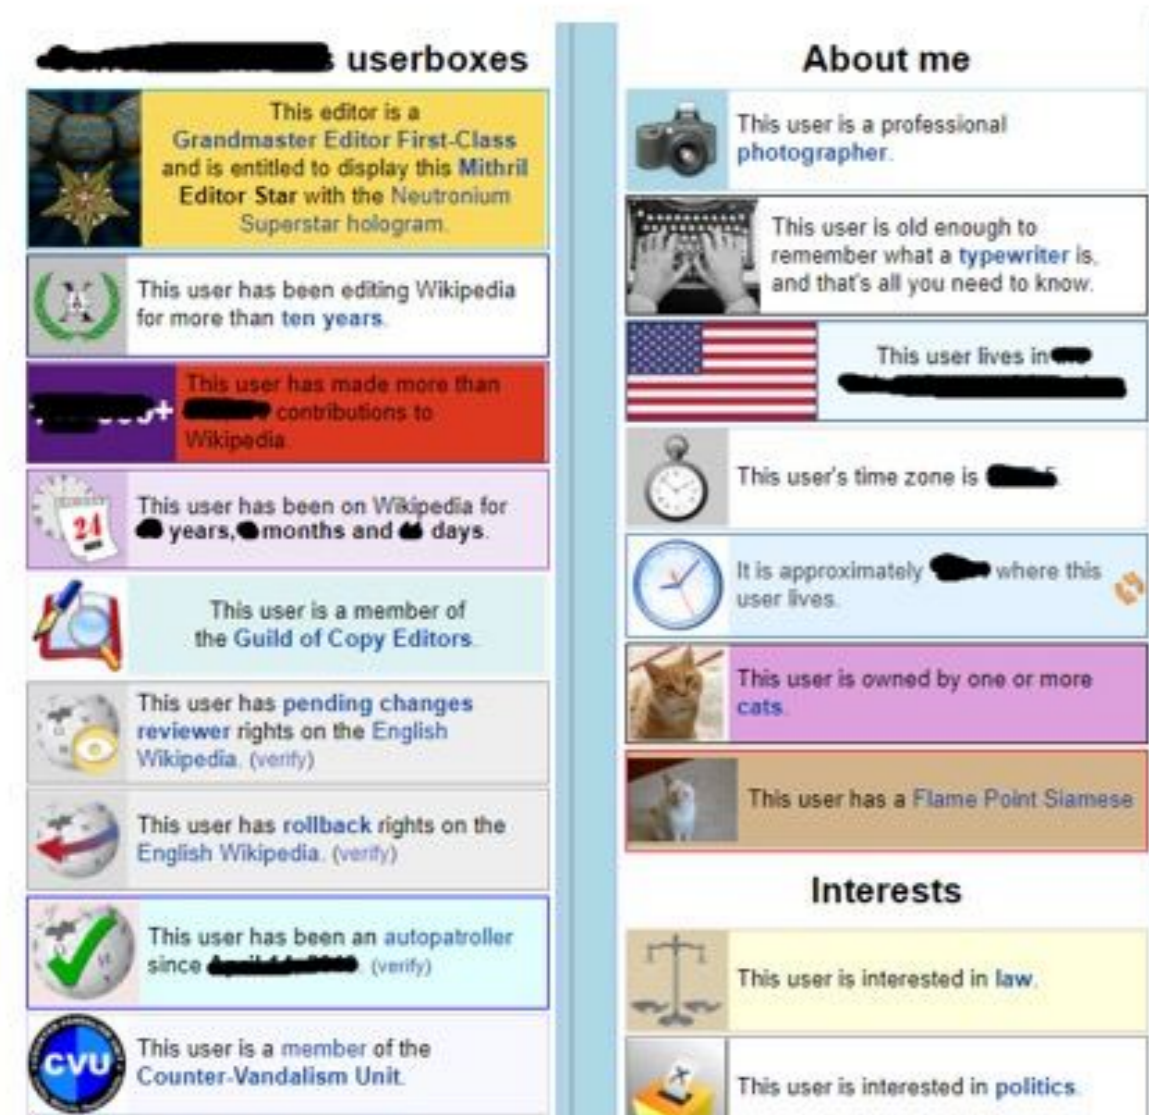 userboxes
This editor is a
Grandmaster Editor First-Class
and is entitled to display this Mithril
Editor Star with the Neutronium
Superstar hologram.
This user has been editing Wikipedia
for more than ten years.
+
This user has made more than
contributions to
Wikipedia.
24
This user has been on Wikipedia for
years, months and days.
This user is a member of
the Guild of Copy Editors.
This user has pending changes
reviewer rights on the English
Wikipedia. (verify)
This user has rollback rights on the
English Wikipedia. (verify)
This user has been an autopatroller
since . (verify)
CVU
This user is a member of the
Counter-Vandalism Unit.
About me
This user is a professional
photographer.
This user is old enough to
remember what a typewriter is,
and that's all you need to know.
This user lives in
This user's time zone is
It is approximately where this
user lives.
This user is owned by one or more
cats.
This user has a Flame Point Siamese
Interests
This user is interested in law.
This user is interested in politics.